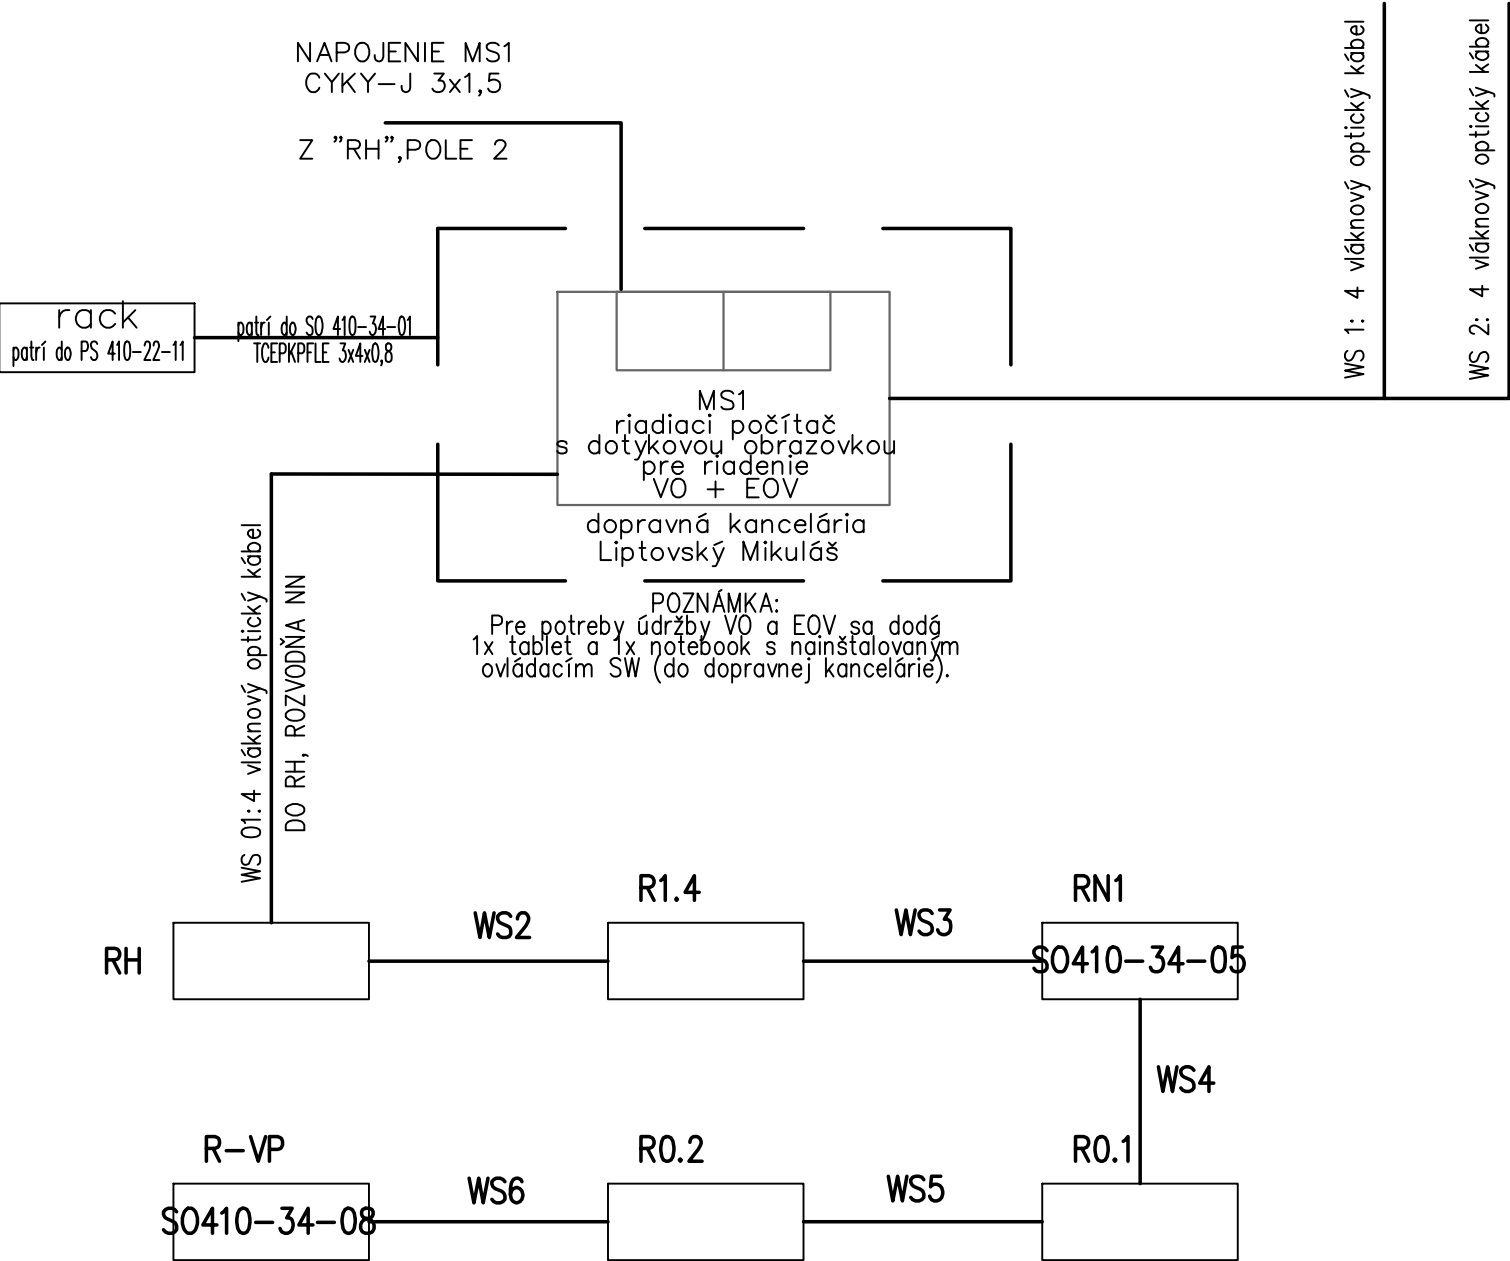 NAPOJENIE MS1
CYKY-J 3x1,5
Z "RH",POLE 2
WS 1: 4 vláknový optický kábel
WS 2: 4 vláknový optický kábel
rack
patrí do PS 410-22-11
patrí do SO 410-34-01
TCEPKPFLE 3x4x0,8
MS1
riadiaci počítač
s dotykovou obrazovkou
pre riadenie
VO + EOV
dopravná kancelária
Liptovský Mikuláš
POZNÁMKA:
Pre potreby údržby VO a EOV sa dodá
1x tablet a 1x notebook s nainštalovaným
ovládacím SW (do dopravnej kancelárie).
WS 01:4 vláknový optický kábel
DO RH, ROZVODŇA NN
RH
WS2
R1.4
WS3
RN1
SO410-34-05
WS4
R-VP
SO410-34-08
WS6
R0.2
WS5
R0.1